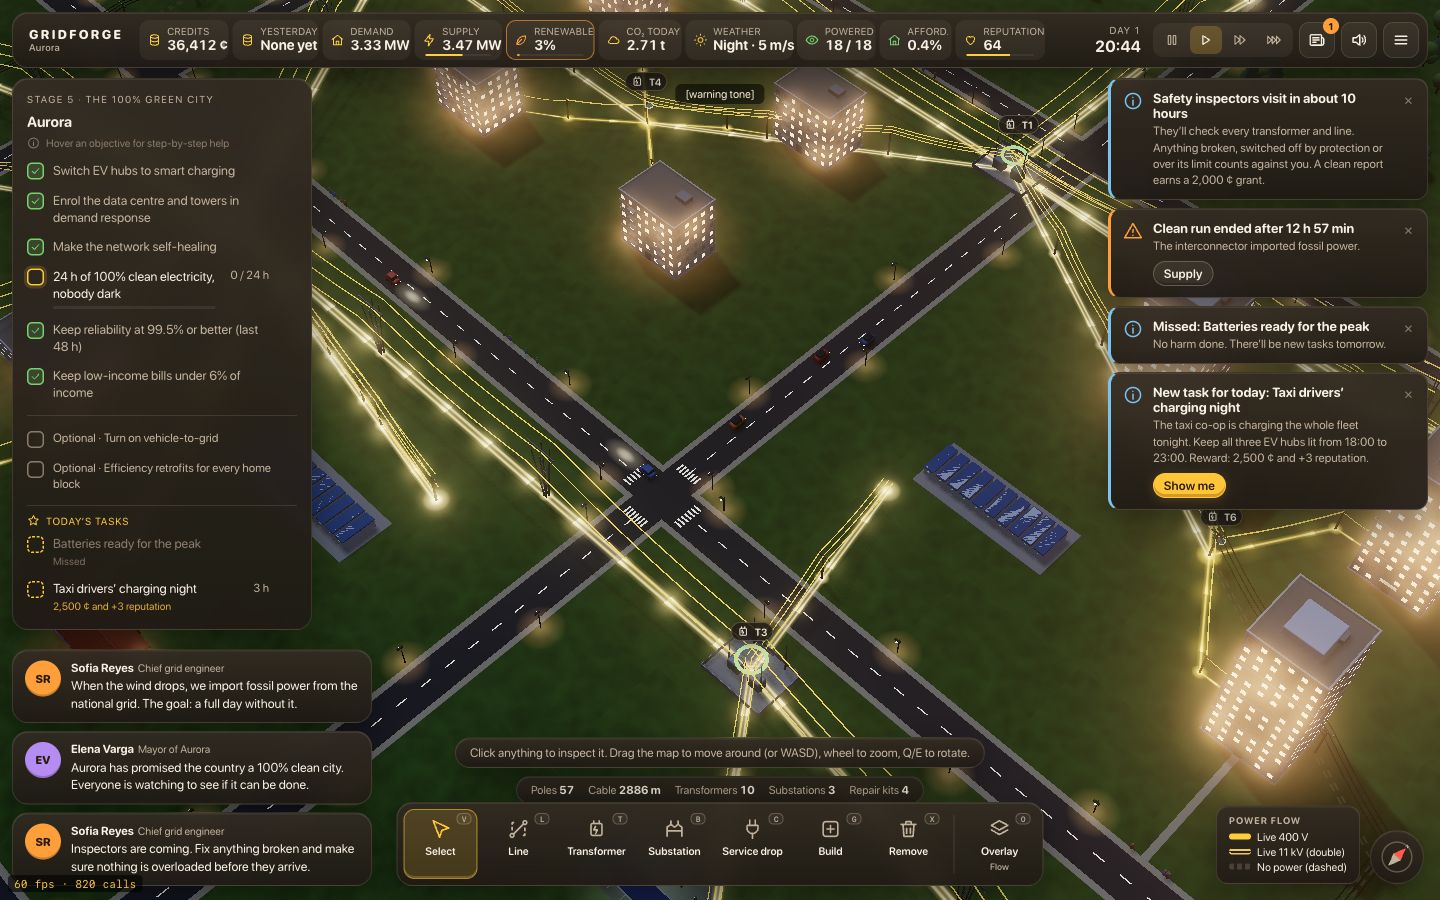 GRIDFORGE
Aurora
CREDITS
36,412 ¢
YESTERDAY
None yet
DEMAND
3.33 MW
SUPPLY
3.47 MW
RENEWABLE
3%
CO₂ TODAY
2.71 t
WEATHER
Night · 5 m/s
POWERED
18 / 18
AFFORD.
0.4%
REPUTATION
64
DAY 1
20:44
1
STAGE 5 · THE 100% GREEN CITY
Aurora
Hover an objective for step-by-step help
Switch EV hubs to smart charging
Enrol the data centre and towers in
demand response
Make the network self-healing
24 h of 100% clean electricity,
nobody dark
0 / 24 h
Keep reliability at 99.5% or better (last
48 h)
Keep low-income bills under 6% of
income
Optional · Turn on vehicle-to-grid
Optional · Efficiency retrofits for every home
block
TODAY'S TASKS
Batteries ready for the peak
Missed
Taxi drivers' charging night
3 h
2,500 ¢ and +3 reputation
SR
Sofia Reyes Chief grid engineer
When the wind drops, we import fossil power from the
national grid. The goal: a full day without it.
EV
Elena Varga Mayor of Aurora
Aurora has promised the country a 100% clean city.
Everyone is watching to see if it can be done.
SR
Sofia Reyes Chief grid engineer
Inspectors are coming. Fix anything broken and make
sure nothing is overloaded before they arrive.
60 fps · 820 calls
T4
[warning tone]
T1
T3
T6
Safety inspectors visit in about 10
hours
They'll check every transformer and line.
Anything broken, switched off by protection or
over its limit counts against you. A clean report
earns a 2,000 ¢ grant.
Clean run ended after 12 h 57 min
The interconnector imported fossil power.
Supply
Missed: Batteries ready for the peak
No harm done. There'll be new tasks tomorrow.
New task for today: Taxi drivers'
charging night
The taxi co-op is charging the whole fleet
tonight. Keep all three EV hubs lit from 18:00 to
23:00. Reward: 2,500 ¢ and +3 reputation.
Show me
Click anything to inspect it. Drag the map to move around (or WASD), wheel to zoom, Q/E to rotate.
Poles 57 Cable 2886 m Transformers 10 Substations 3 Repair kits 4
V
Select
L
Line
T
Transformer
B
Substation
C
Service drop
G
Build
X
Remove
O
Overlay
Flow
POWER FLOW
Live 400 V
Live 11 kV (double)
No power (dashed)